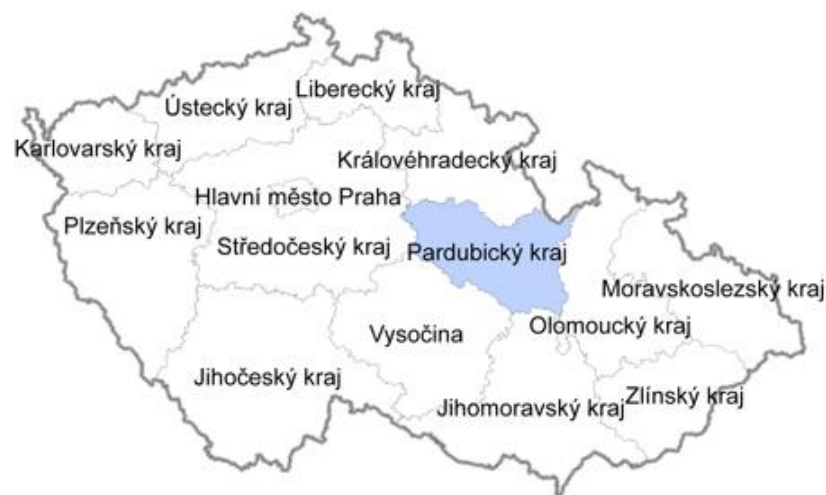 Liberecký kraj
Ústecký kraj
Karlovarský kraj
Královéhradecký kraj
Hlavní město Praha
Plzeňský kraj
Středočeský kraj
Pardubický kraj
Moravskoslezský kraj
Olomoucký kraj
Vysočina
Jihočeský kraj
Zlínský kraj
Jihomoravský kraj